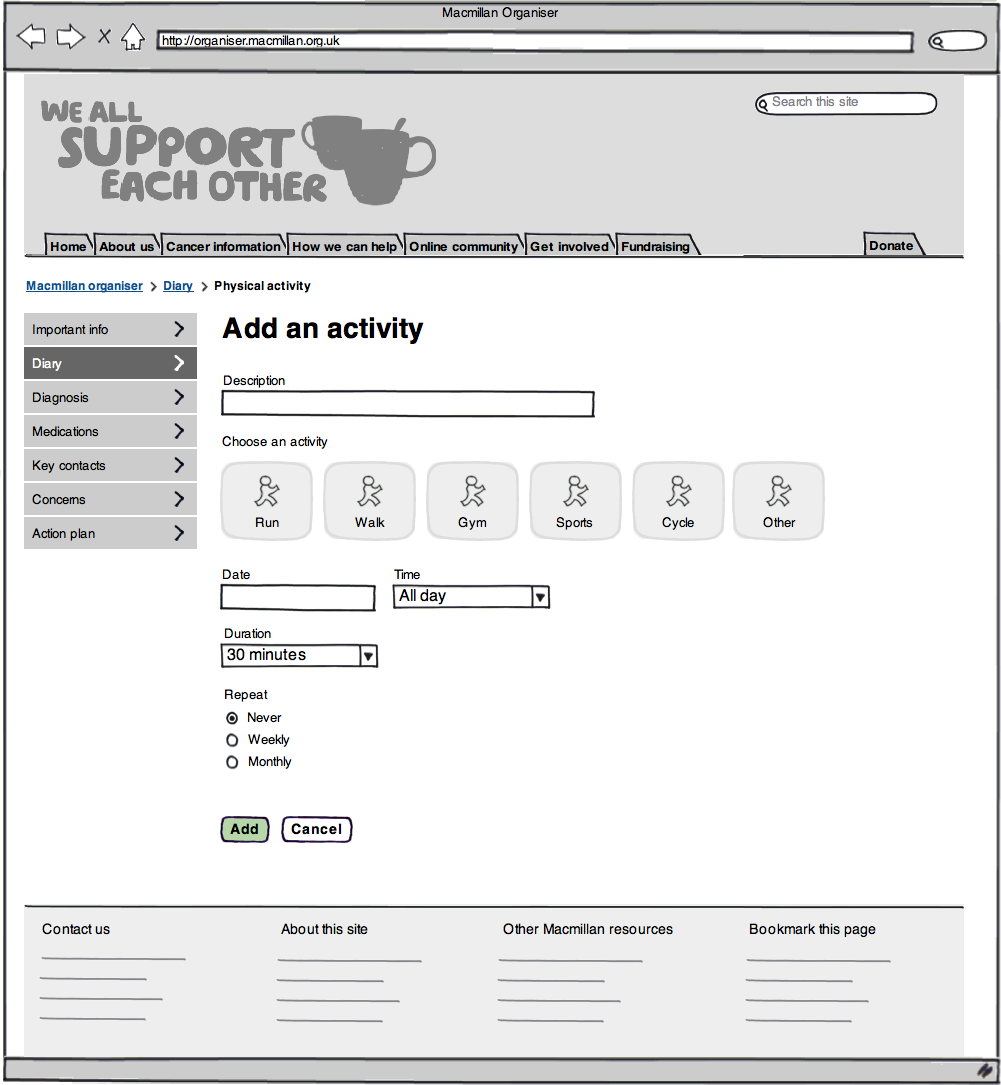 Macmillan Organiser
http://organiser.macmillan.org.uk
Search this site
WE ALL
SUPPORT
EACH OTHER
Home About us Cancer information How we can help Online community Get involved Fundraising Donate
Macmillan organiser > Diary > Physical activity
Important info
Diary
Diagnosis
Medications
Key contacts
Concerns
Action plan
Add an activity
Description
Choose an activity
Run Walk Gym Sports Cycle Other
Date Time
All day
Duration
30 minutes
Repeat
Never
Weekly
Monthly
Add Cancel
Contact us About this site Other Macmillan resources Bookmark this page